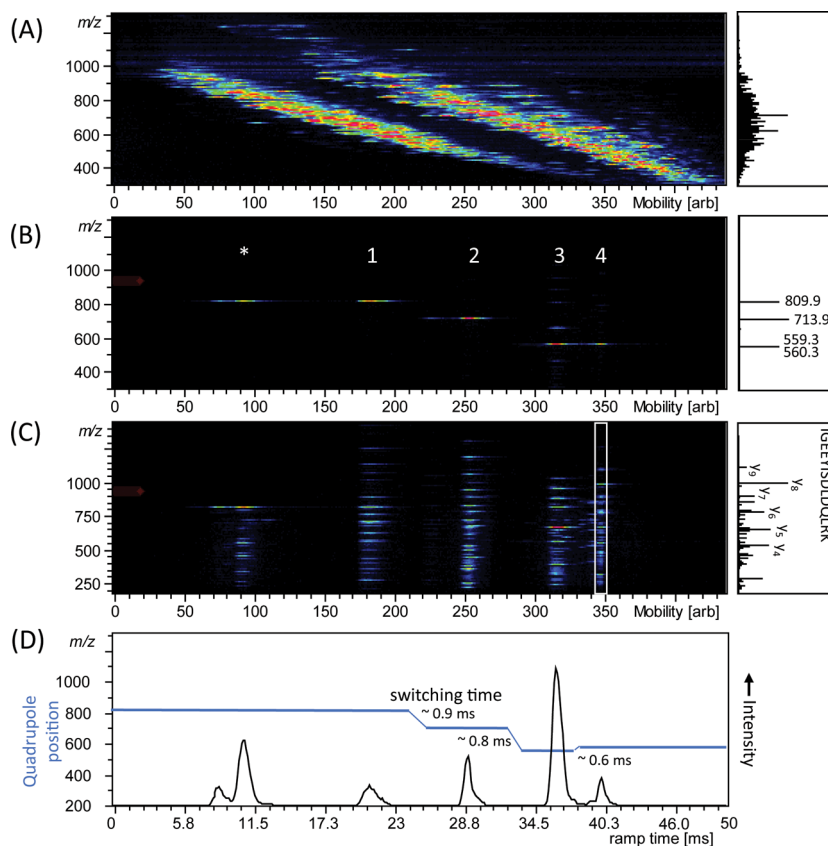 (A)
m/z
1000
800
600
400
0 50 100 150 200 250 300 350 Mobility [arb]
(B)
m/z
* 1 2 3 4
1000
800
600
400
809.9
713.9
559.3
560.3
0 50 100 150 200 250 300 350 Mobility [arb]
(C)
m/z
1000
750
500
250
IGEEYISDLDQLRK
y9
y8
y7
y6
y5
y4
0 50 100 150 200 250 300 350 Mobility [arb]
(D)
m/z
1000
800
600
400
200
Quadrupole
position
switching time
~ 0.9 ms
~ 0.8 ms
~ 0.6 ms
Intensity
0 5.8 11.5 17.3 23 28.8 34.5 40.3 46.0 50
ramp time [ms]